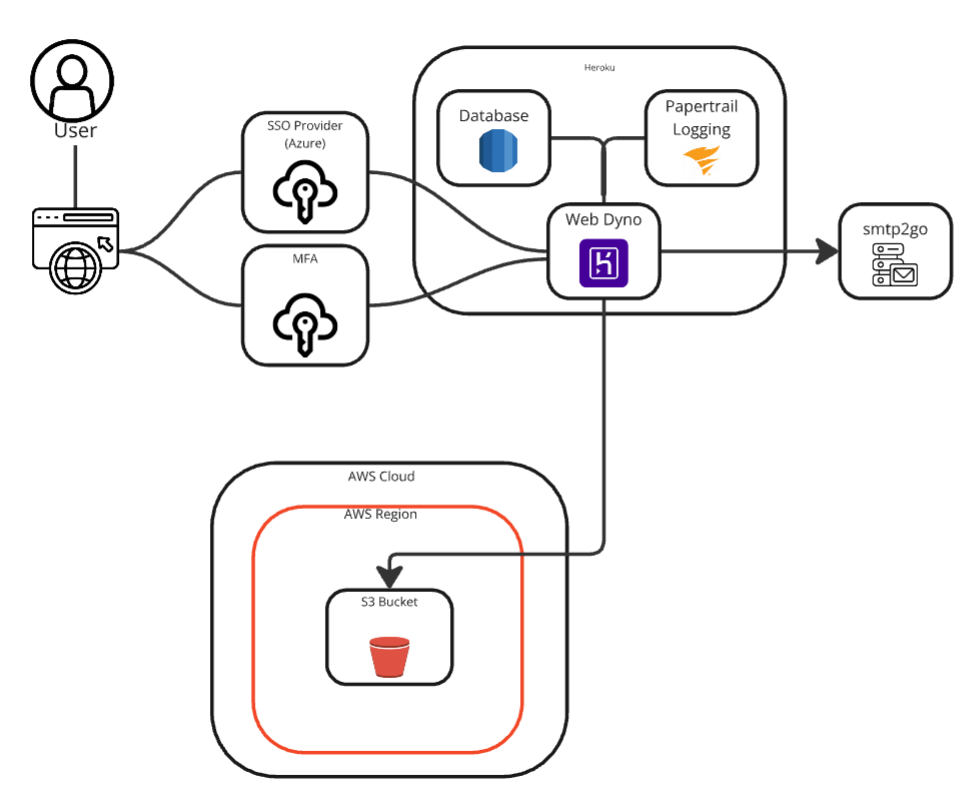 User
SSO Provider
(Azure)
MFA
Heroku
Database
Papertrail
Logging
Web Dyno
smtp2go
AWS Cloud
AWS Region
S3 Bucket